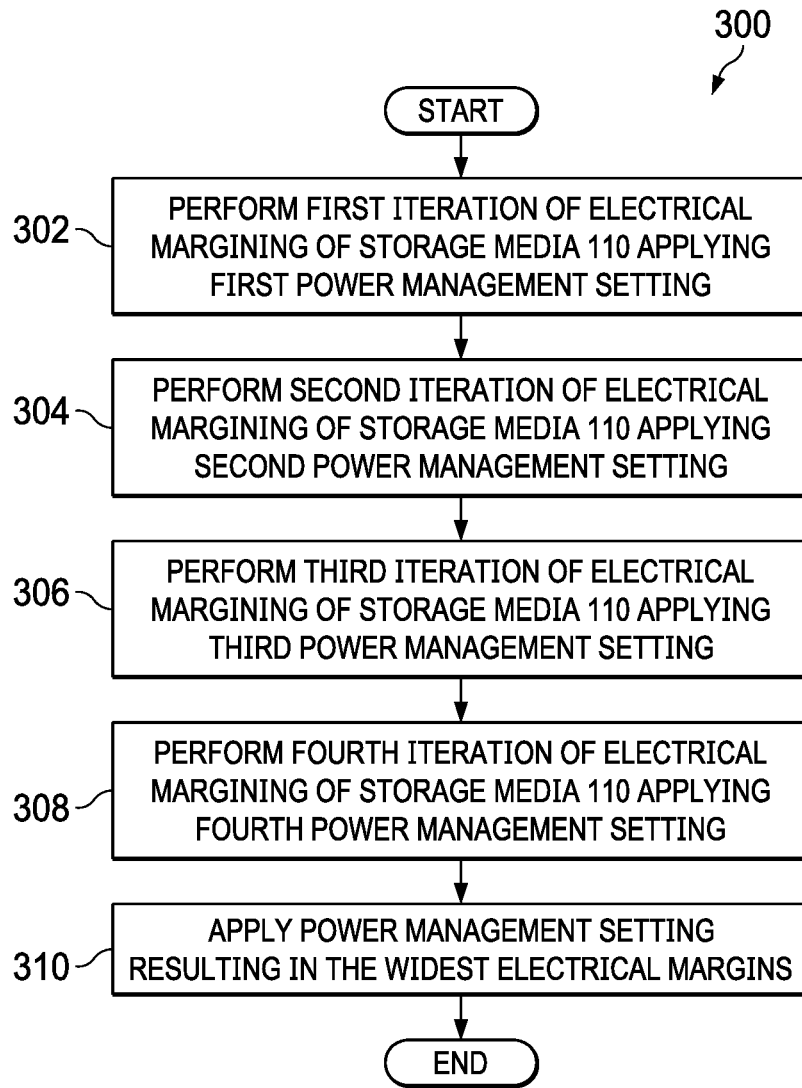 300
START
302
PERFORM FIRST ITERATION OF ELECTRICAL
MARGINING OF STORAGE MEDIA 110 APPLYING
FIRST POWER MANAGEMENT SETTING
304
PERFORM SECOND ITERATION OF ELECTRICAL
MARGINING OF STORAGE MEDIA 110 APPLYING
SECOND POWER MANAGEMENT SETTING
306
PERFORM THIRD ITERATION OF ELECTRICAL
MARGINING OF STORAGE MEDIA 110 APPLYING
THIRD POWER MANAGEMENT SETTING
308
PERFORM FOURTH ITERATION OF ELECTRICAL
MARGINING OF STORAGE MEDIA 110 APPLYING
FOURTH POWER MANAGEMENT SETTING
310
APPLY POWER MANAGEMENT SETTING
RESULTING IN THE WIDEST ELECTRICAL MARGINS
END